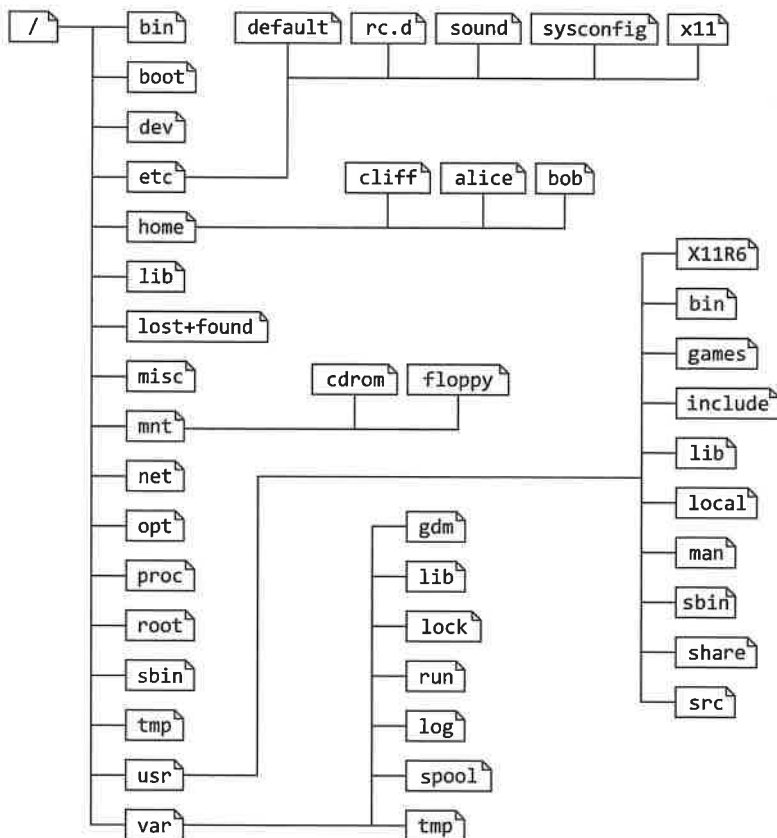 / bin default rc.d sound sysconfig x11
boot
dev
etc
cliff alice bob
home
X11R6
lib
bin
lost+found
games
misc cdrom floppy
include
mnt
lib
net
local
opt gdm
man
proc lib
sbin
root lock
share
sbin run
src
tmp log
usr spool
var tmp